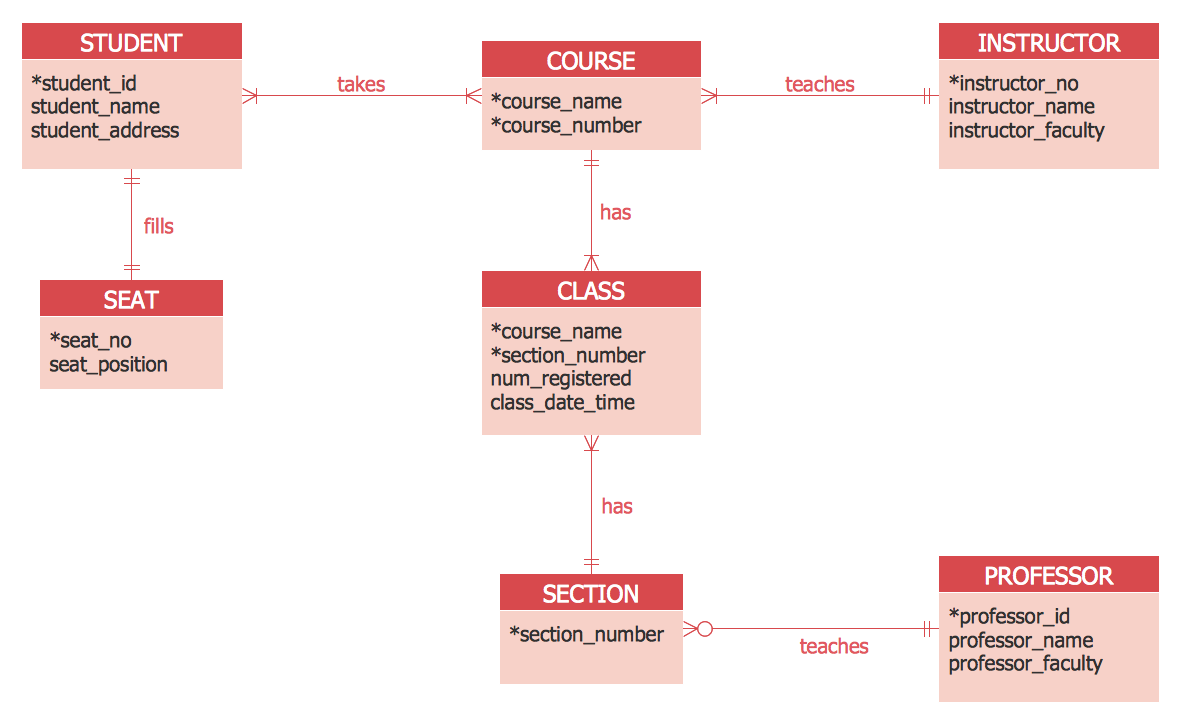 STUDENT
*student_id
student_name
student_address
takes
COURSE
*course_name
*course_number
teaches
INSTRUCTOR
*instructor_no
instructor_name
instructor_faculty
fills
has
SEAT
*seat_no
seat_position
CLASS
*course_name
*section_number
num_registered
class_date_time
has
SECTION
*section_number
teaches
PROFESSOR
*professor_id
professor_name
professor_faculty